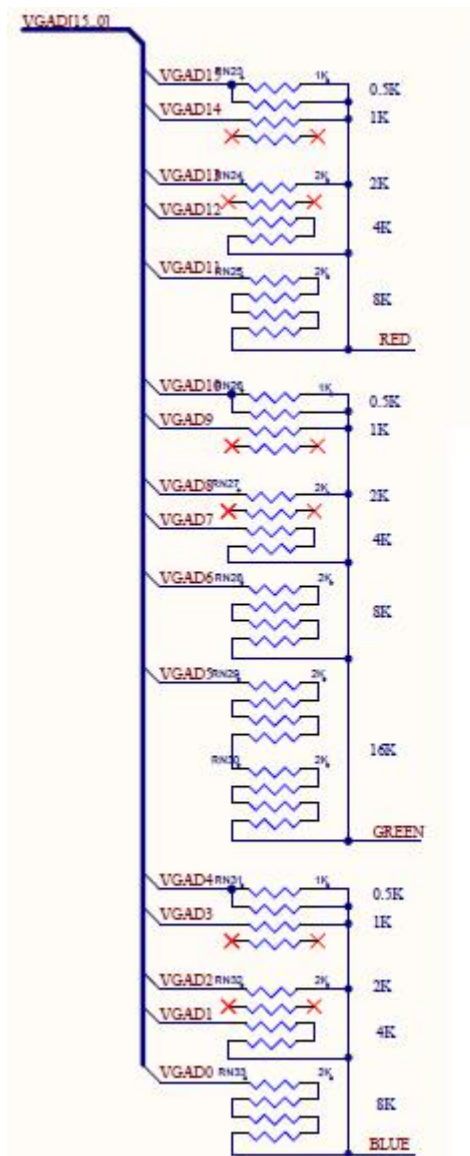 VGAD[15..0]
VGAD15 RN23 1K 0.5K
VGAD14 1K
VGAD13 RN24 2K 2K
VGAD12 4K
VGAD11 RN25 2K 8K
RED
VGAD10 RN26 1K 0.5K
VGAD9 1K
VGAD8 RN27 2K 2K
VGAD7 4K
VGAD6 RN28 2K 8K
VGAD5 RN29 2K
RN30 2K 16K
GREEN
VGAD4 RN31 1K 0.5K
VGAD3 1K
VGAD2 RN32 2K 2K
VGAD1 4K
VGAD0 RN33 2K 8K
BLUE